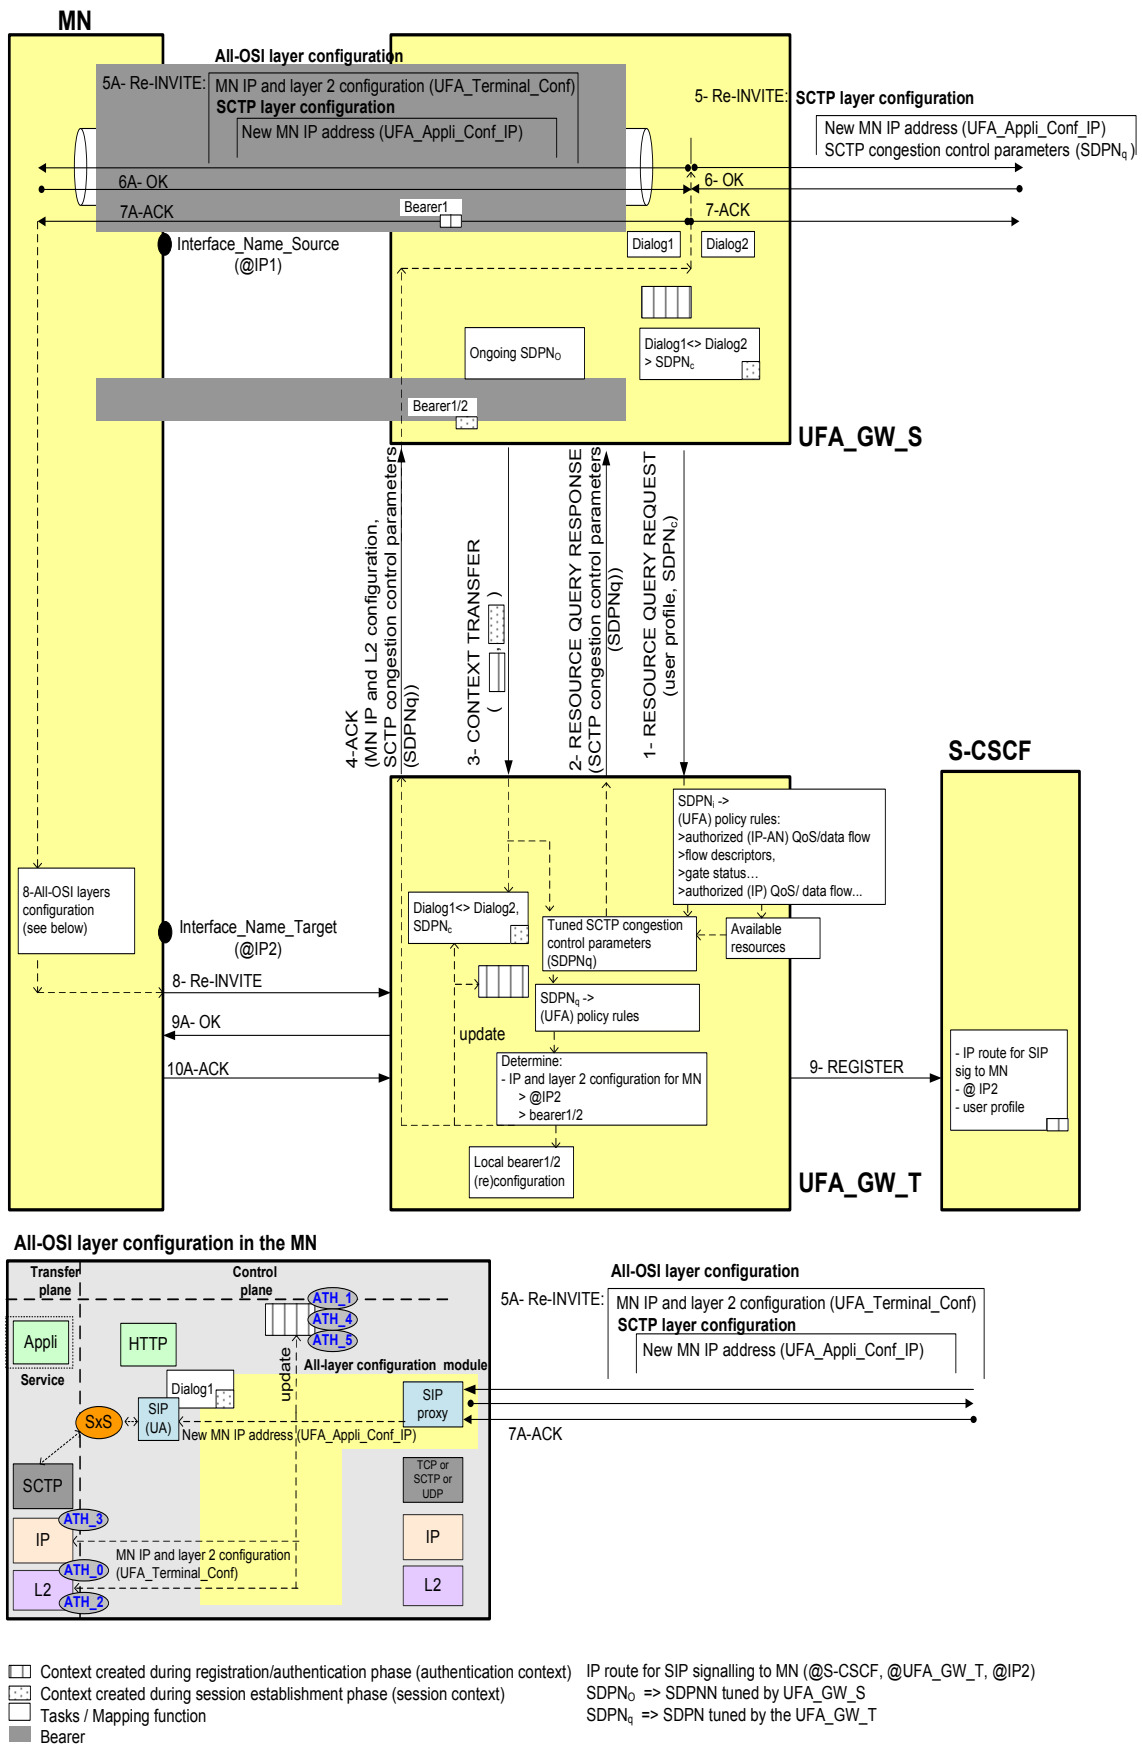 MN
All-OSI layer configuration
5A- Re-INVITE:
MN IP and layer 2 configuration (UFA_Terminal_Conf)
SCTP layer configuration
New MN IP address (UFA_Appli_Conf_IP)
5- Re-INVITE:
SCTP layer configuration
New MN IP address (UFA_Appli_Conf_IP)
SCTP congestion control parameters (SDPNq)
6A- OK
6- OK
7A-ACK
Bearer1
7-ACK
Interface_Name_Source
(@IP1)
Dialog1
Dialog2
Ongoing SDPNO
Dialog1<> Dialog2
> SDPNc
Bearer1/2
UFA_GW_S
4-ACK
(MN IP and L2 configuration,
SCTP congestion control parameters
(SDPNq))
3- CONTEXT TRANSFER
( , )
2- RESOURCE QUERY RESPONSE
(SCTP congestion control parameters
(SDPNq))
1- RESOURCE QUERY REQUEST
(user profile, SDPNc)
S-CSCF
SDPNi ->
(UFA) policy rules:
>authorized (IP-AN) QoS/data flow
>flow descriptors,
>gate status…
>authorized (IP) QoS/ data flow...
8-All-OSI layers
configuration
(see below)
Interface_Name_Target
(@IP2)
Dialog1<> Dialog2,
SDPNc
Tuned SCTP congestion
control parameters
(SDPNq)
Available
resources
8- Re-INVITE
SDPNq ->
(UFA) policy rules
9A- OK
update
10A-ACK
Determine:
- IP and layer 2 configuration for MN
> @IP2
> bearer1/2
9- REGISTER
- IP route for SIP
sig to MN
- @ IP2
- user profile
Local bearer1/2
(re)configuration
UFA_GW_T
All-OSI layer configuration in the MN
Transfer
plane
Control
plane
ATH_1
ATH_4
ATH_5
Appli
HTTP
update
All-layer configuration module
Service
Dialog1
SxS
SIP
(UA)
SIP
proxy
New MN IP address (UFA_Appli_Conf_IP)
SCTP
TCP or
SCTP or
UDP
ATH_3
IP
IP
MN IP and layer 2 configuration
(UFA_Terminal_Conf)
ATH_0
L2
L2
ATH_2
All-OSI layer configuration
5A- Re-INVITE:
MN IP and layer 2 configuration (UFA_Terminal_Conf)
SCTP layer configuration
New MN IP address (UFA_Appli_Conf_IP)
7A-ACK
Context created during registration/authentication phase (authentication context)
Context created during session establishment phase (session context)
Tasks / Mapping function
Bearer
IP route for SIP signalling to MN (@S-CSCF, @UFA_GW_T, @IP2)
SDPNO => SDPNN tuned by UFA_GW_S
SDPNq => SDPN tuned by the UFA_GW_T